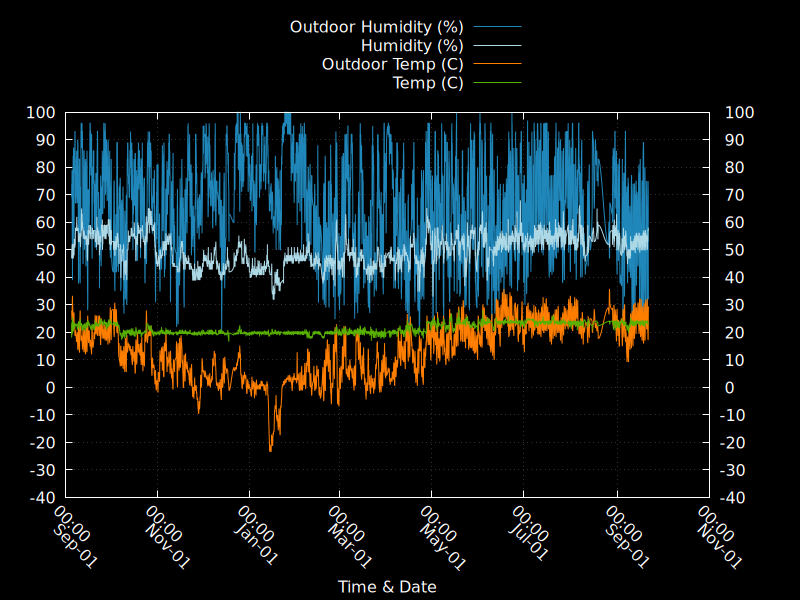 Outdoor Humidity (%)
Humidity (%)
Outdoor Temp (C)
Temp (C)
100 100
90 90
80 80
70 70
60 60
50 50
40 40
30 30
20 20
10 10
0 0
-10 -10
-20 -20
-30 -30
-40 -40
00:00 00:00 00:00 00:00 00:00 00:00 00:00 00:00
Sep-01 Nov-01 Jan-01 Mar-01 May-01 Jul-01 Sep-01 Nov-01
Time & Date